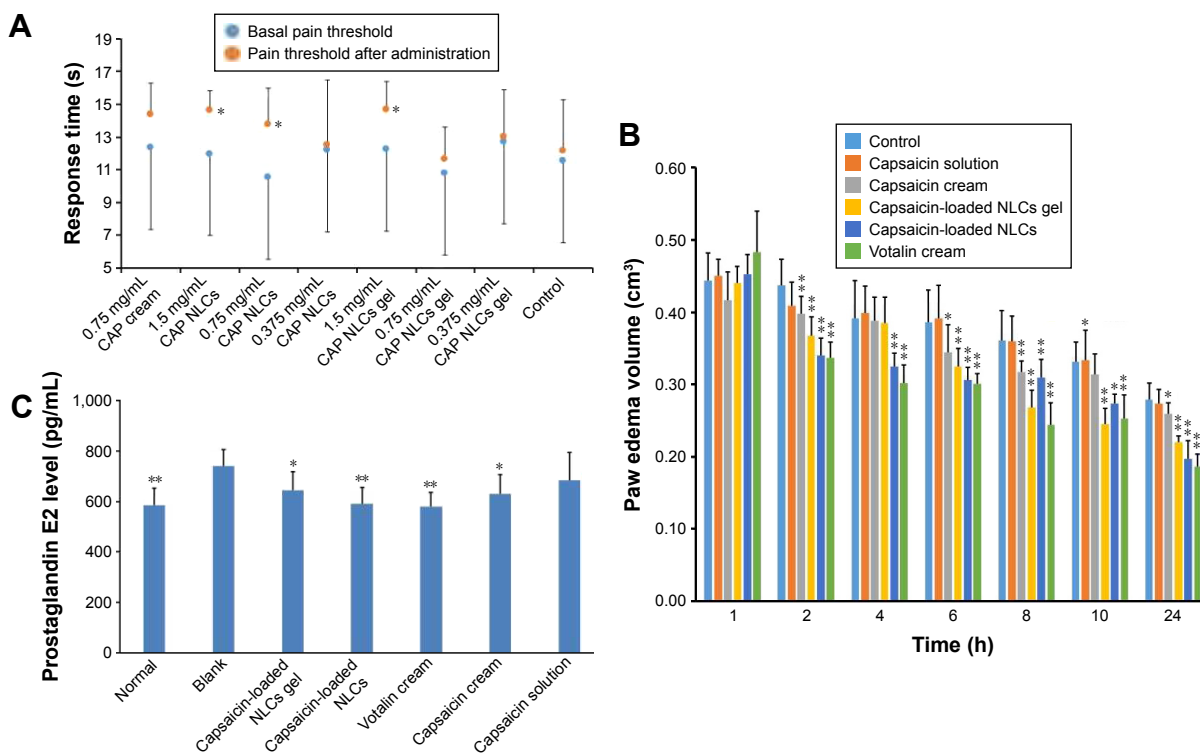 A
Basal pain threshold
Pain threshold after administration
Response time (s)
19
17
15
13
11
9
7
5
*
*
*
0.75 mg/mL
CAP cream
1.5 mg/mL
CAP NLCs
0.75 mg/mL
CAP NLCs
0.375 mg/mL
CAP NLCs
1.5 mg/mL
CAP NLCs gel
0.75 mg/mL
CAP NLCs gel
0.375 mg/mL
CAP NLCs gel
Control
B
Control
Capsaicin solution
Capsaicin cream
Capsaicin-loaded NLCs gel
Capsaicin-loaded NLCs
Votalin cream
Paw edema volume (cm³)
0.50
0.40
0.30
0.20
0.00
**
**
**
**
**
**
*
**
**
**
**
**
**
**
*
**
**
**
*
**
**
**
1
2
4
6
8
10
24
Time (h)
C
Prostaglandin E2 level (pg/mL)
1,000
800
600
400
200
0
**
*
**
**
*
Normal
Blank
Capsaicin-loaded
NLCs gel
Capsaicin-loaded
NLCs
Votalin cream
Capsaicin cream
Capsaicin solution